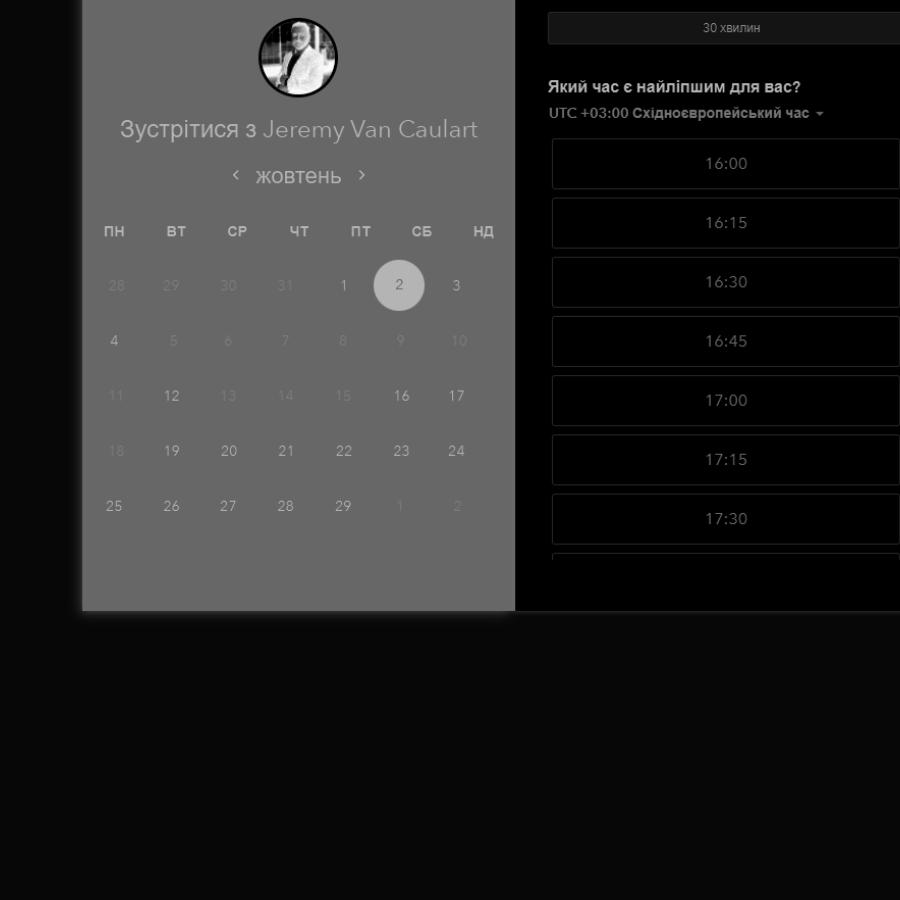 Зустрітися з Jeremy Van Caulart
жовтень
ПН ВТ СР ЧТ ПТ СБ НД
28 29 30 31 1 2 3
4 5 6 7 8 9 10
11 12 13 14 15 16 17
18 19 20 21 22 23 24
25 26 27 28 29 1 2
30 хвилин
Який час є найліпшим для вас?
UTC +03:00 Східноєвропейський час
16:00
16:15
16:30
16:45
17:00
17:15
17:30